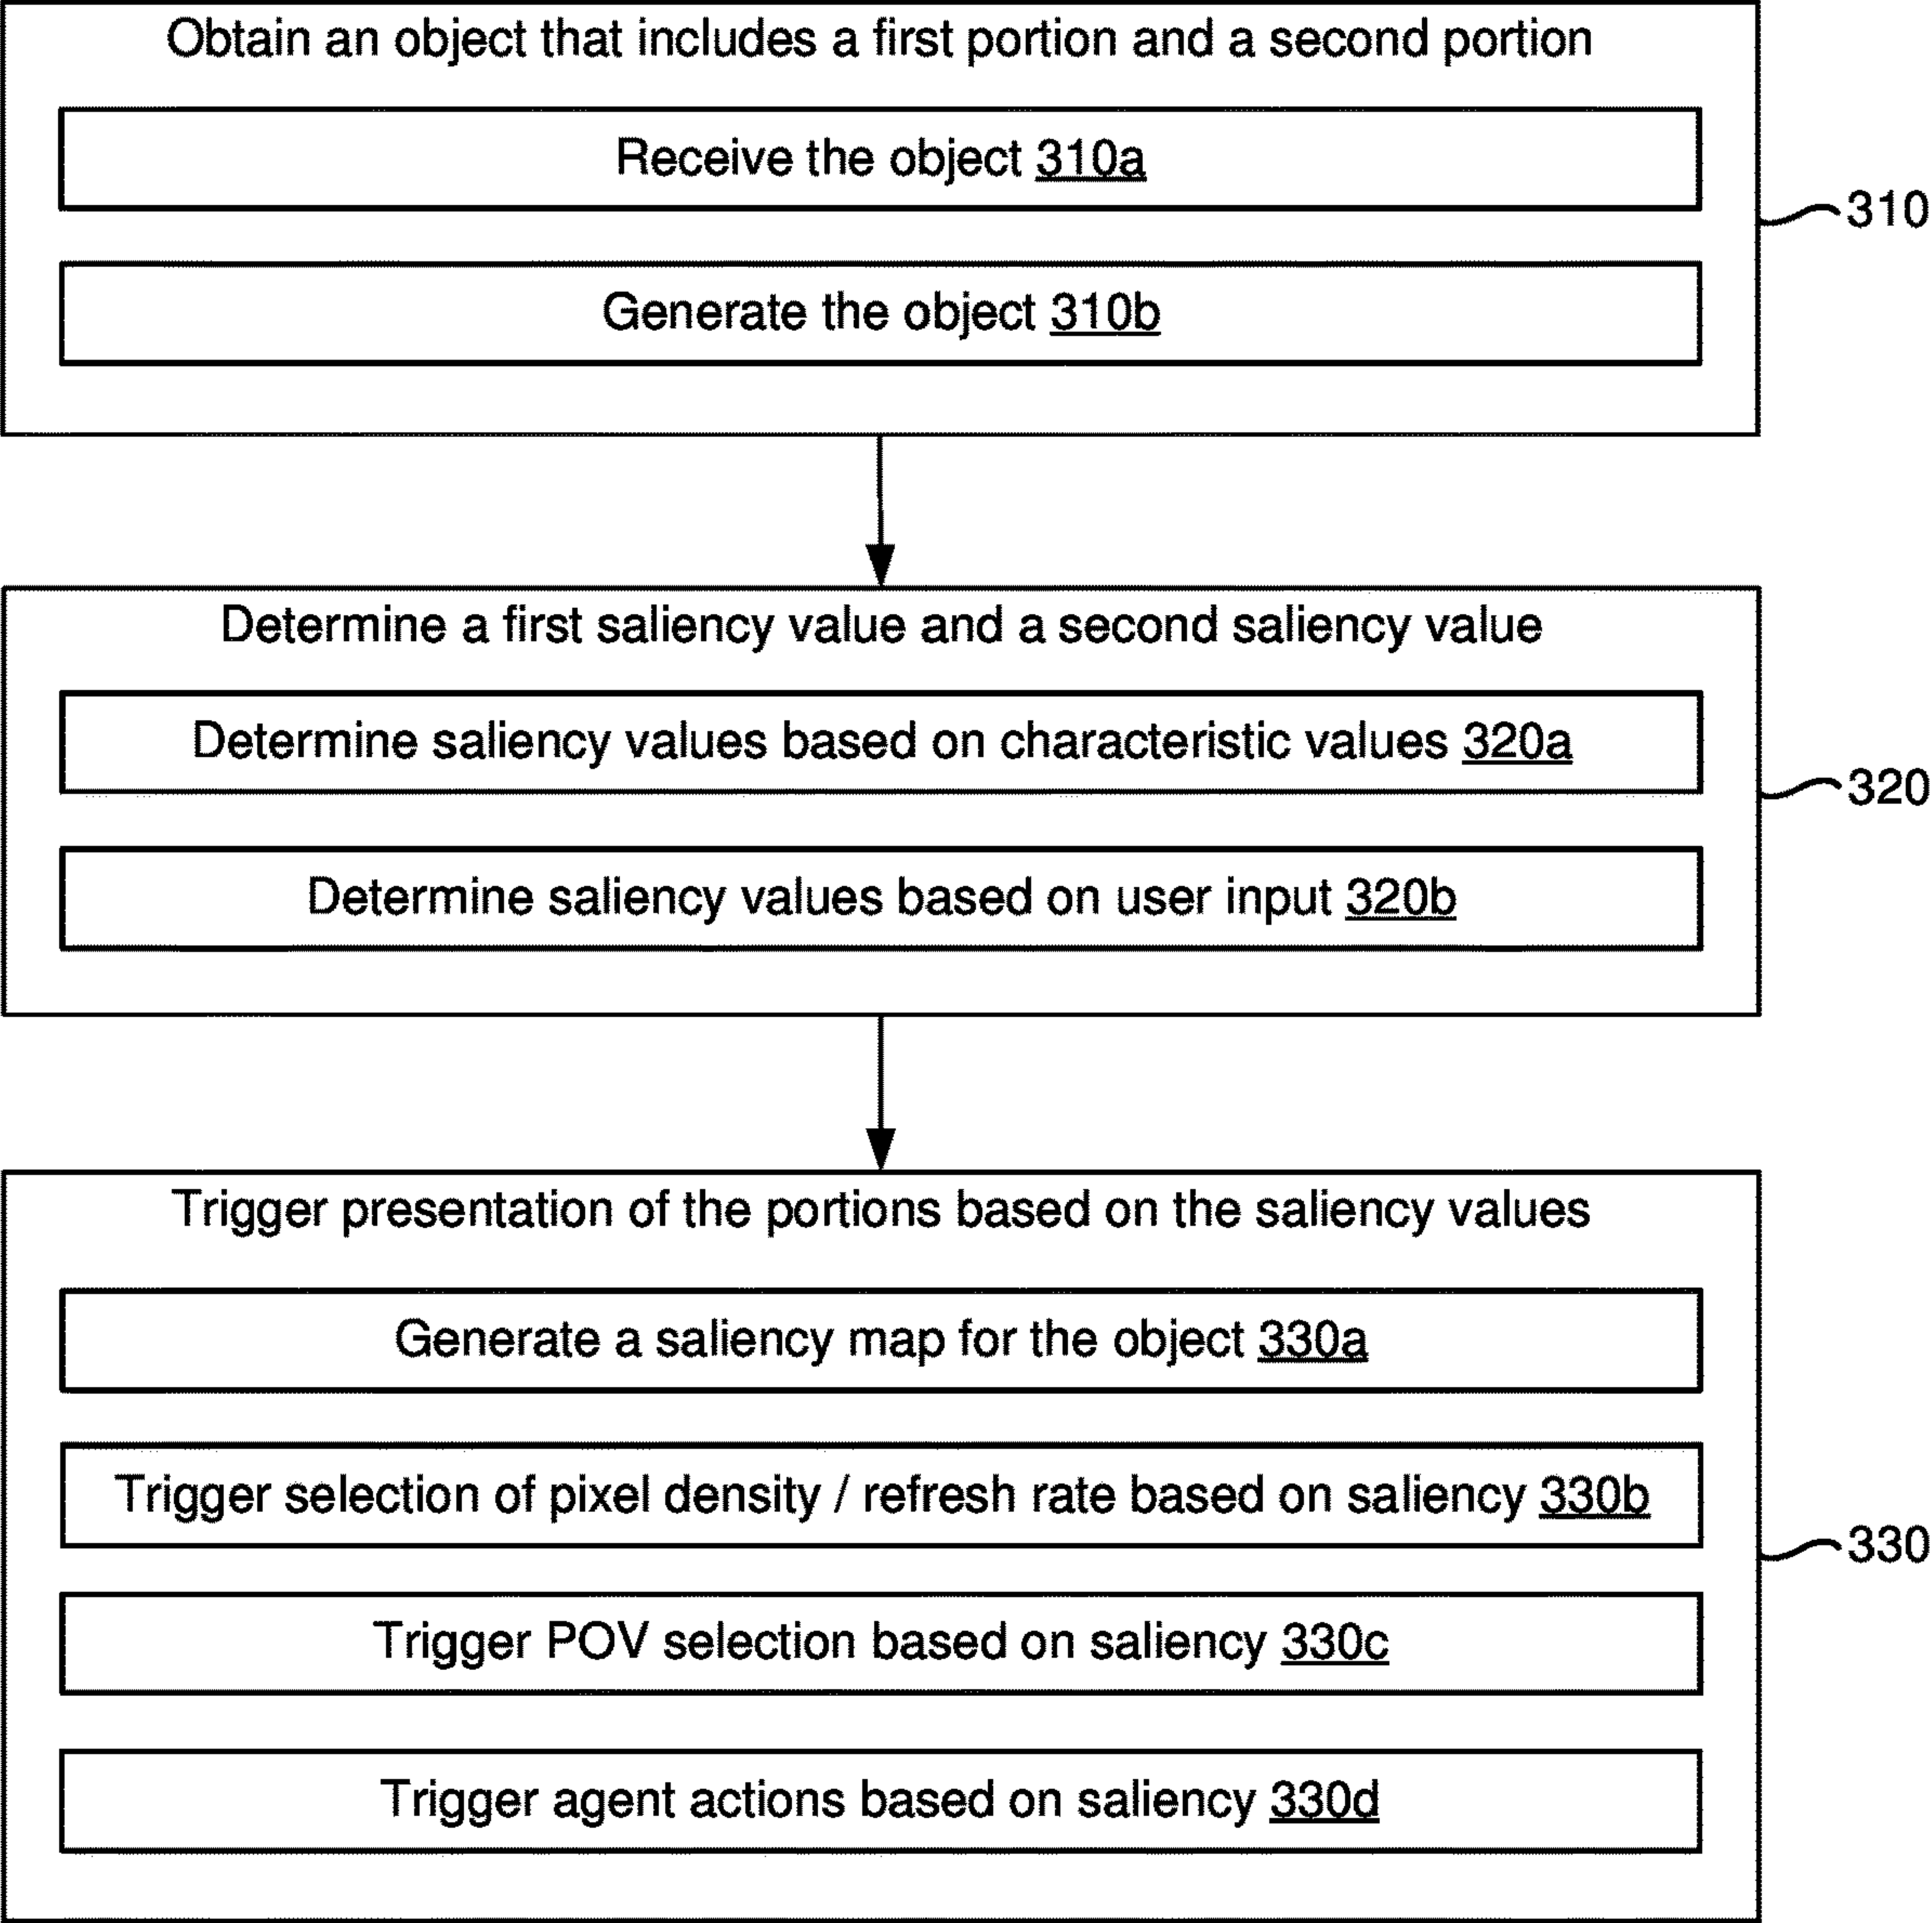 Obtain an object that includes a first portion and a second portion
Receive the object 310a
310
Generate the object 310b
Determine a first saliency value and a second saliency value
Determine saliency values based on characteristic values 320a
320
Determine saliency values based on user input 320b
Trigger presentation of the portions based on the saliency values
Generate a saliency map for the object 330a
Trigger selection of pixel density / refresh rate based on saliency 330b
330
Trigger POV selection based on saliency 330c
Trigger agent actions based on saliency 330d